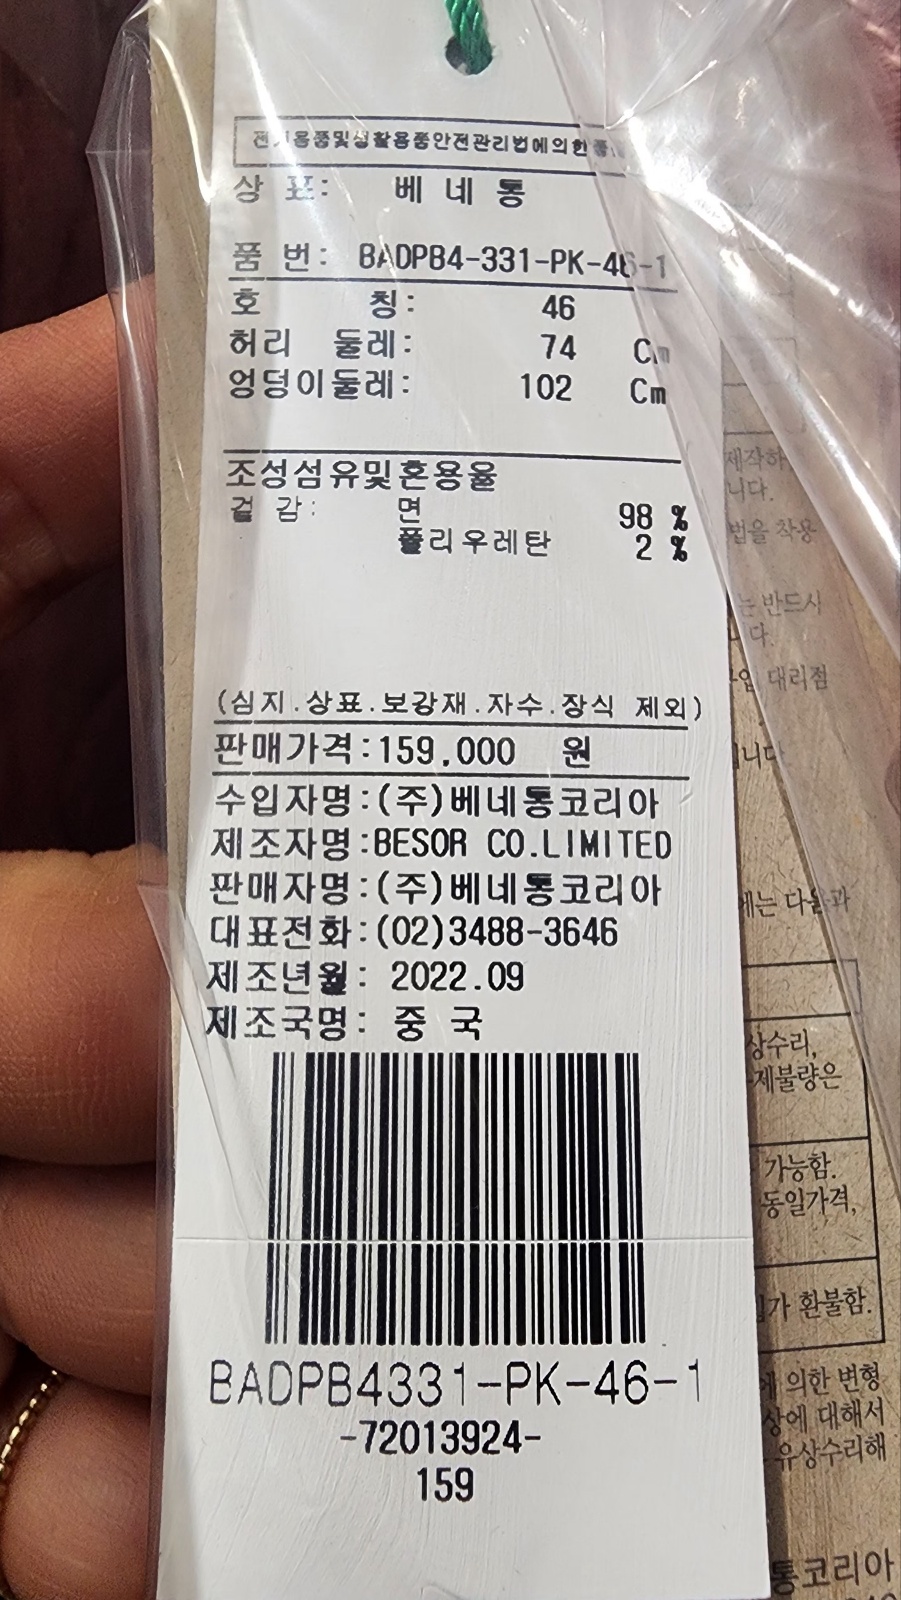 전기용품및생활용품안전관리법에의한
상 표: 베 네 통
품 번: BADPB4-331-PK-46-1
호 칭: 46
허리 둘레: 74 Cm
엉덩이둘레: 102 Cm
조성섬유및혼용율
겉 감: 면 98 %
폴리우레탄 2 %
(심지.상표.보강재.자수.장식 제외)
판매가격:159,000 원
수입자명:(주)베네통코리아
제조자명:BESOR CO.LIMITED
판매자명:(주)베네통코리아
대표전화:(02)3488-3646
제조년월: 2022.09
제조국명: 중 국
BADPB4331-PK-46-1
-72013924-
159
제작하
니다.
법을 착용
는 반드시
니다.
구입 대리점
입니다
에는 다음과
상수리,
제불량은
가능함.
동일가격,
가 환불함.
에 의한 변형
상에 대해서
유상수리해
통코리아